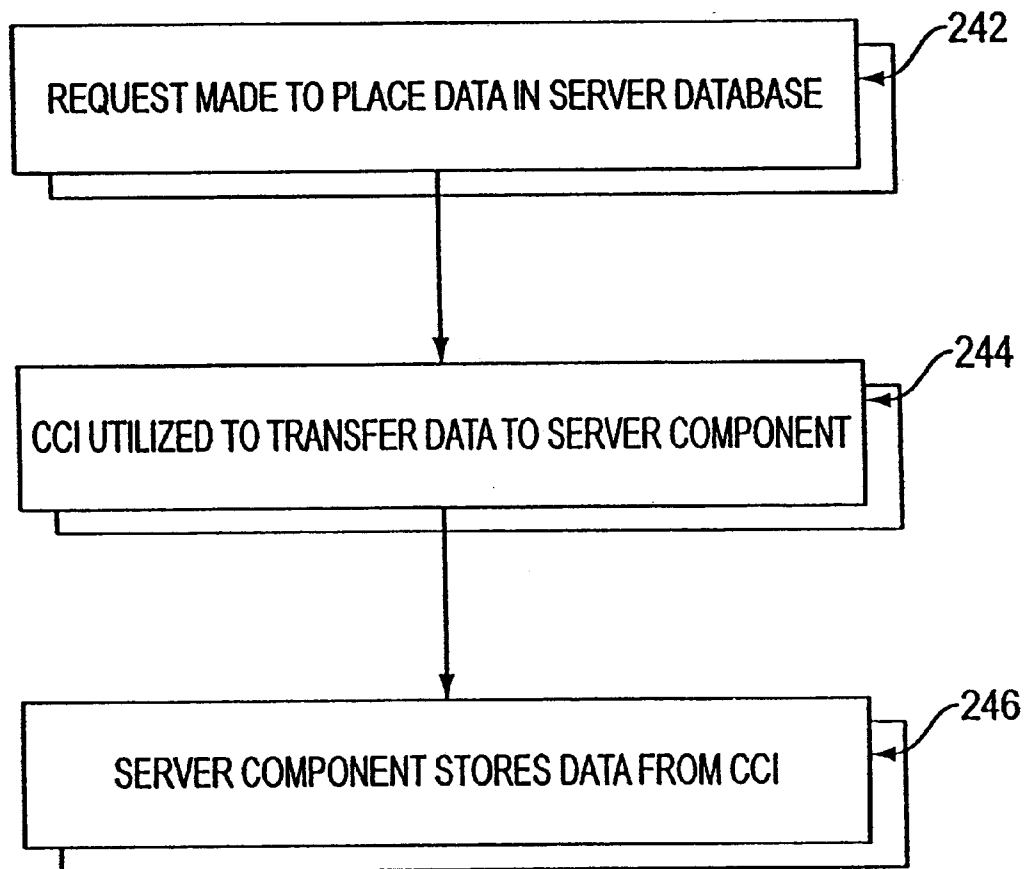 242
REQUEST MADE TO PLACE DATA IN SERVER DATABASE
244
CCI UTILIZED TO TRANSFER DATA TO SERVER COMPONENT
246
SERVER COMPONENT STORES DATA FROM CCI